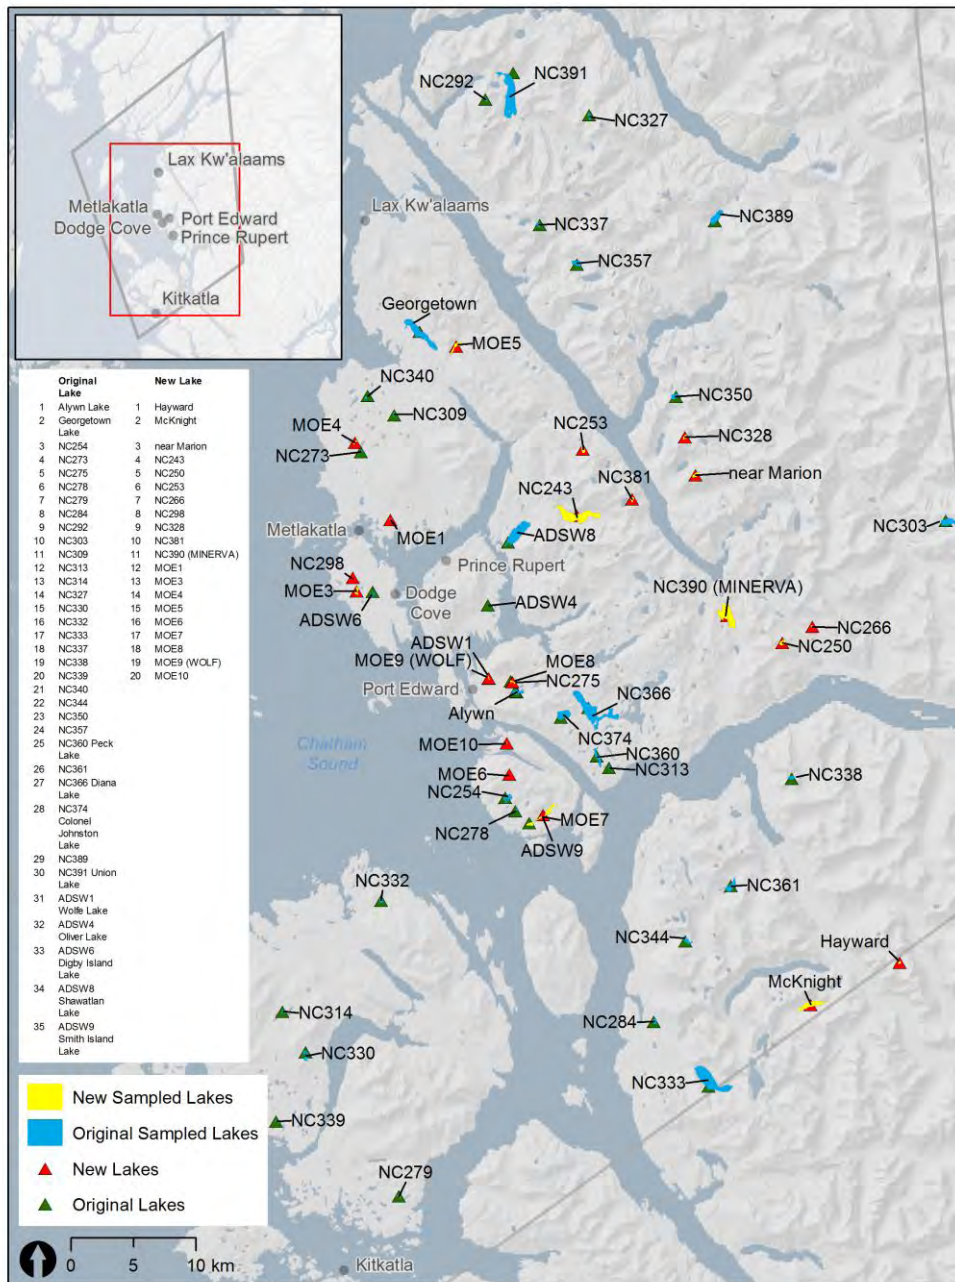 Lax Kw'alaams
Metlakatla
Dodge Cove
Port Edward
Prince Rupert
Kitkatla
NC292
NC391
NC327
Lax Kw'alaams
NC337
NC389
NC357
Georgetown
MOE5
NC340
NC309
NC350
MOE4
NC273
NC253
NC328
near Marion
NC381
NC243
NC303
Metlakatla
MOE1
ADSW8
Prince Rupert
NC298
MOE3
ADSW6
Dodge
Cove
ADSW4
NC390 (MINERVA)
NC266
NC250
ADSW1
MOE9 (WOLF)
MOE8
NC275
Port Edward
Alywn
NC366
NC374
Chatham
Sound
MOE10
NC360
NC313
MOE6
NC338
NC254
NC278
MOE7
ADSW9
NC332
NC361
NC344
Hayward
McKnight
NC314
NC284
NC330
NC333
NC339
NC279
Kitkatla
Original
Lake
New Lake
1 Alywn Lake 1 Hayward
2 Georgetown 2 McKnight
Lake
3 NC254 3 near Marion
4 NC273 4 NC243
5 NC275 5 NC250
6 NC278 6 NC253
7 NC279 7 NC266
8 NC284 8 NC298
9 NC292 9 NC328
10 NC303 10 NC381
11 NC309 11 NC390 (MINERVA)
12 NC313 12 MOE1
13 NC314 13 MOE3
14 NC327 14 MOE4
15 NC330 15 MOE5
16 NC332 16 MOE6
17 NC333 17 MOE7
18 NC337 18 MOE8
19 NC338 19 MOE9 (WOLF)
20 NC339 20 MOE10
21 NC340
22 NC344
23 NC350
24 NC357
25 NC360 Peck
Lake
26 NC361
27 NC366 Diana
Lake
28 NC374
Colonel
Johnston
Lake
29 NC389
30 NC391 Union
Lake
31 ADSW1
Wolfe Lake
32 ADSW4
Oliver Lake
33 ADSW6
Digby Island
Lake
34 ADSW8
Shawatlan
Lake
35 ADSW9
Smith Island
Lake
New Sampled Lakes
Original Sampled Lakes
New Lakes
Original Lakes
0 5 10 km